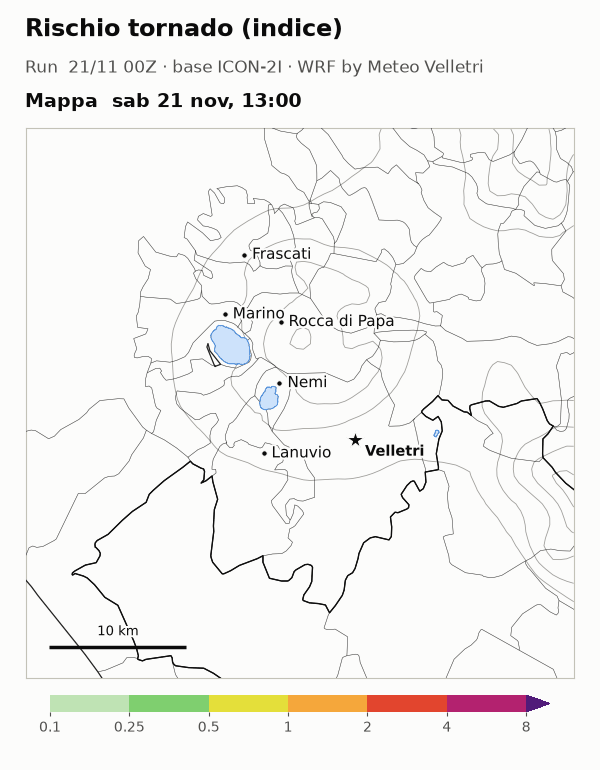 Rischio tornado (indice)
Run  21/11 00Z · base ICON-2I · WRF by Meteo Velletri
Mappa  sab 21 nov, 13:00
Frascati
Marino
Rocca di Papa
Nemi
Velletri
Lanuvio
10 km
0.1 0.25 0.5 1 2 4 8